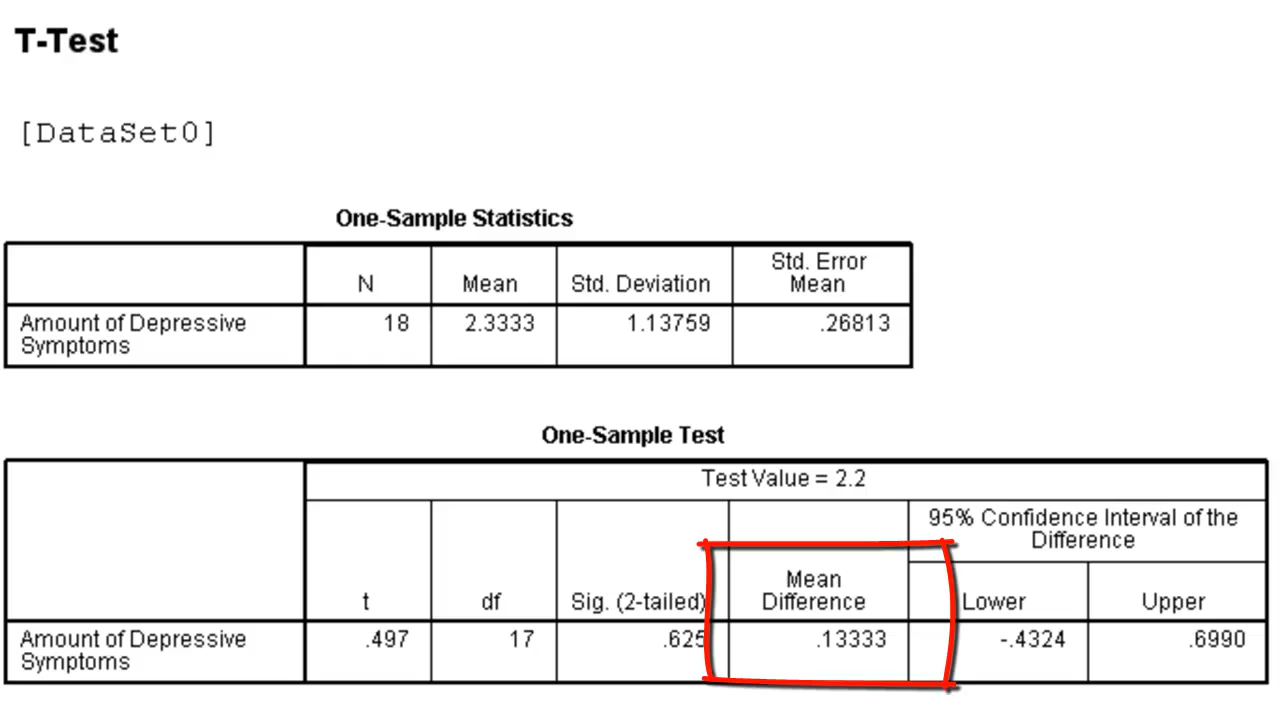 T-Test
[DataSet0]
One-Sample Statistics
N
Mean
Std. Deviation
Std. Error
Mean
Amount of Depressive
Symptoms
18
2.3333
1.13759
.26813
One-Sample Test
Test Value = 2.2
t
df
Sig. (2-tailed)
Mean
Difference
95% Confidence Interval of the
Difference
Lower
Upper
Amount of Depressive
Symptoms
.497
17
.625
.13333
-.4324
.6990